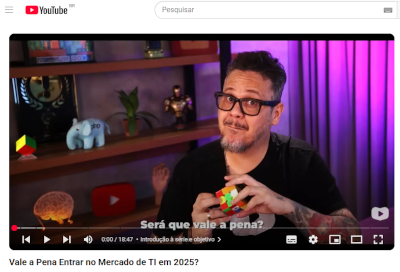 YouTube
Pesquisar
Será que vale a pena?
0:00 / 18:47 • Introdução à série e objetivo >
Vale a Pena Entrar no Mercado de TI em 2025?